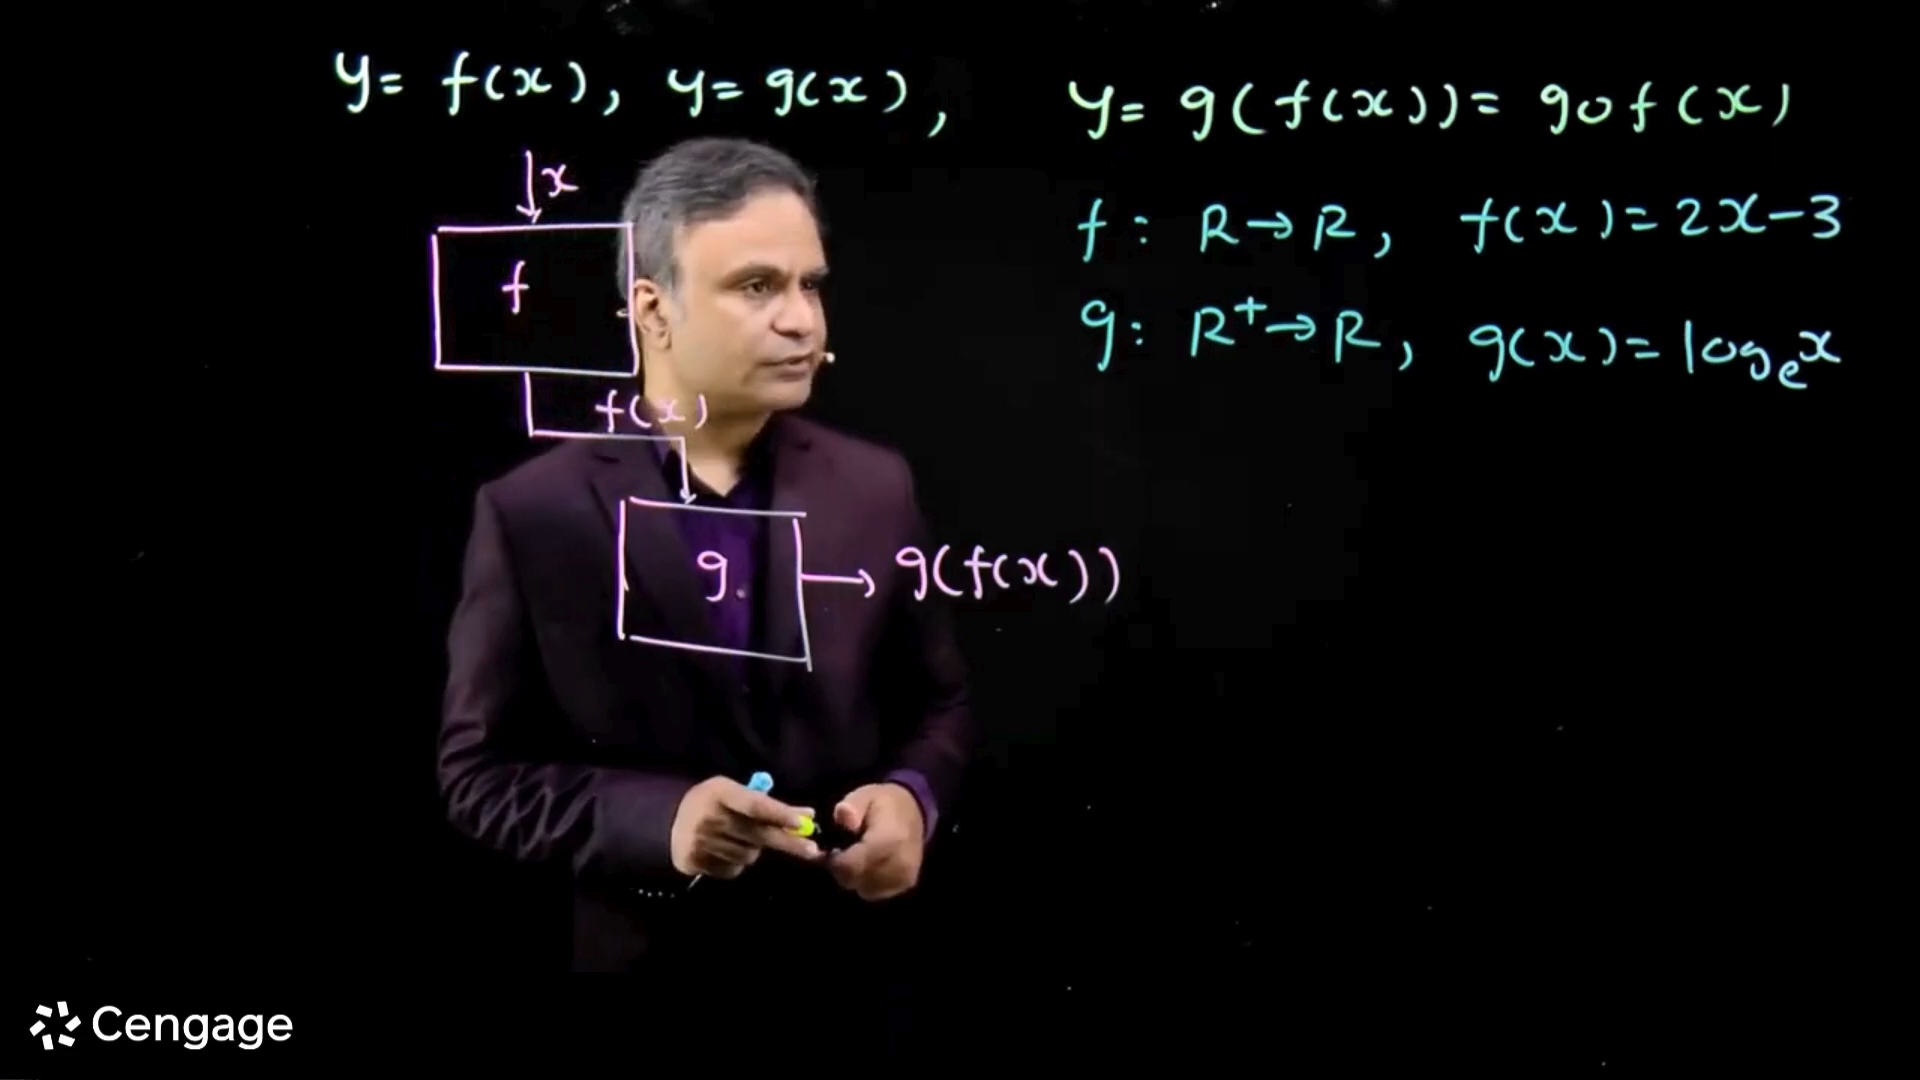 y= f(x), y= g(x), y= g(f(x))= gof(x)
x
f
f(x)
g
g(f(x))
f: R→R, f(x)=2x-3
g: R⁺→R, g(x)=logₑx
Cengage